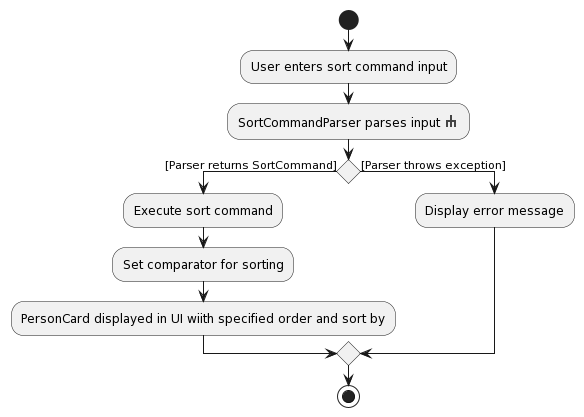 User enters sort command input
SortCommandParser parses input
[Parser returns SortCommand]
[Parser throws exception]
Execute sort command
Display error message
Set comparator for sorting
PersonCard displayed in UI wiith specified order and sort by